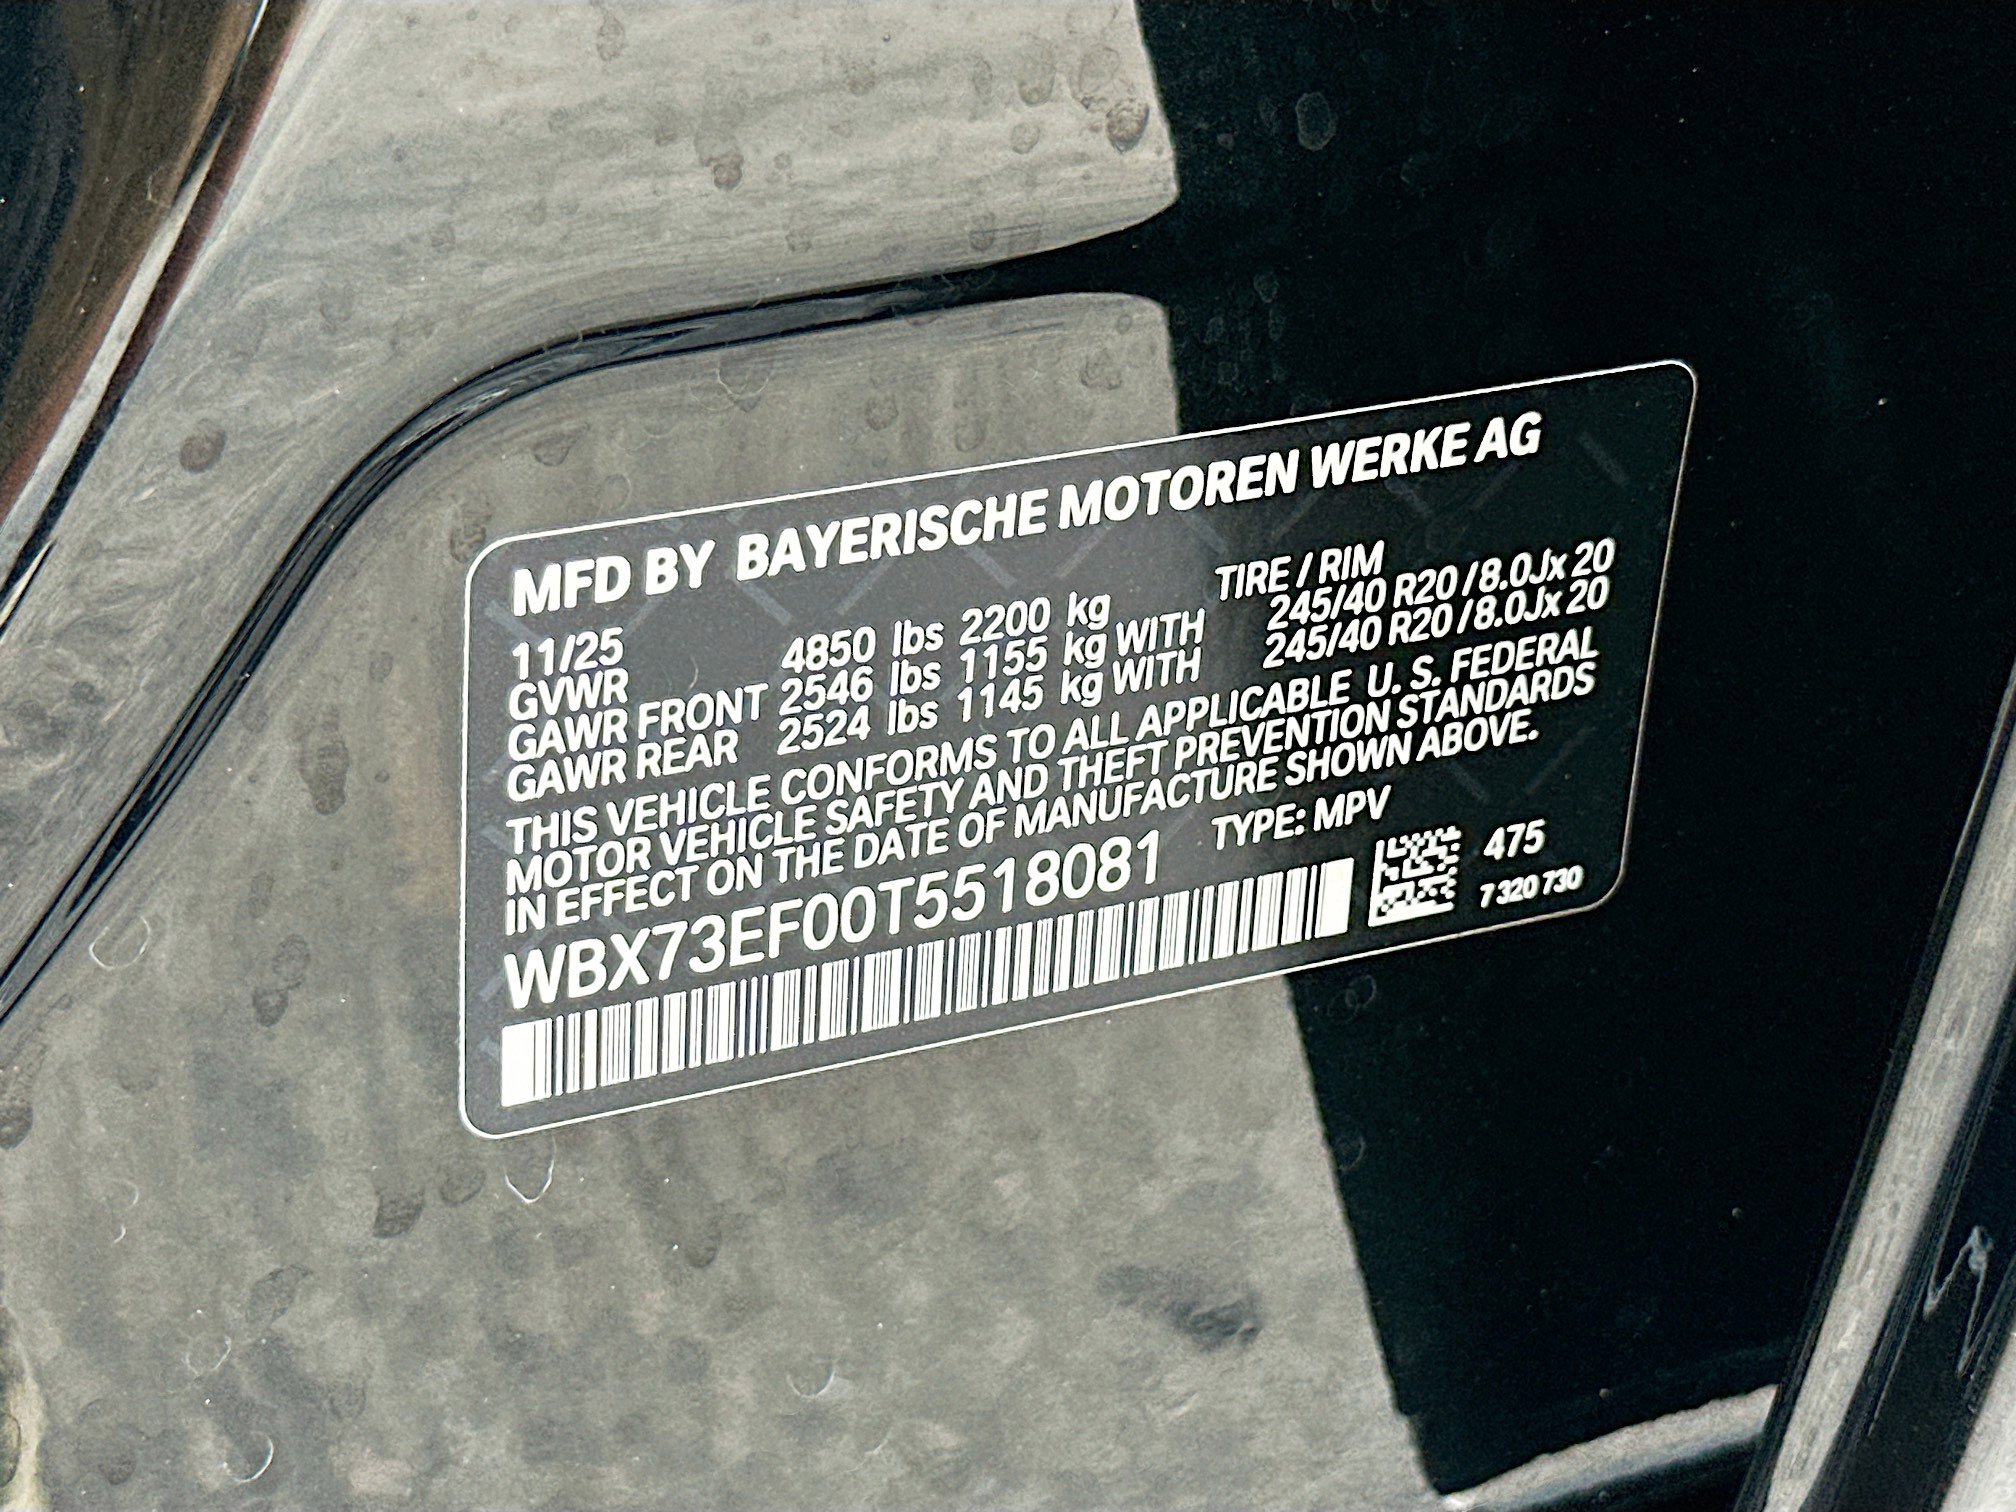 MFD BY BAYERISCHE MOTOREN WERKE AG
11/25 TIRE / RIM
GVWR 4850 lbs 2200 kg
GAWR FRONT 2546 lbs 1155 kg WITH 245/40 R20 / 8.0Jx 20
GAWR REAR 2524 lbs 1145 kg WITH 245/40 R20 / 8.0Jx 20
THIS VEHICLE CONFORMS TO ALL APPLICABLE U. S. FEDERAL
MOTOR VEHICLE SAFETY AND THEFT PREVENTION STANDARDS
IN EFFECT ON THE DATE OF MANUFACTURE SHOWN ABOVE.
WBX73EF00T5518081 TYPE: MPV
475
7 320 730